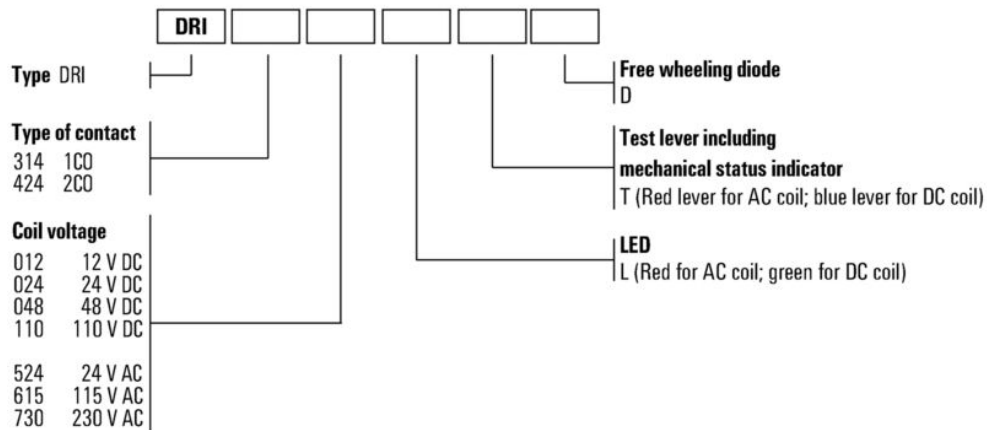 DRI
Type DRI
Type of contact
314 1CO
424 2CO
Coil voltage
012 12 V DC
024 24 V DC
048 48 V DC
110 110 V DC
524 24 V AC
615 115 V AC
730 230 V AC
Free wheeling diode
D
Test lever including
mechanical status indicator
T (Red lever for AC coil; blue lever for DC coil)
LED
L (Red for AC coil; green for DC coil)